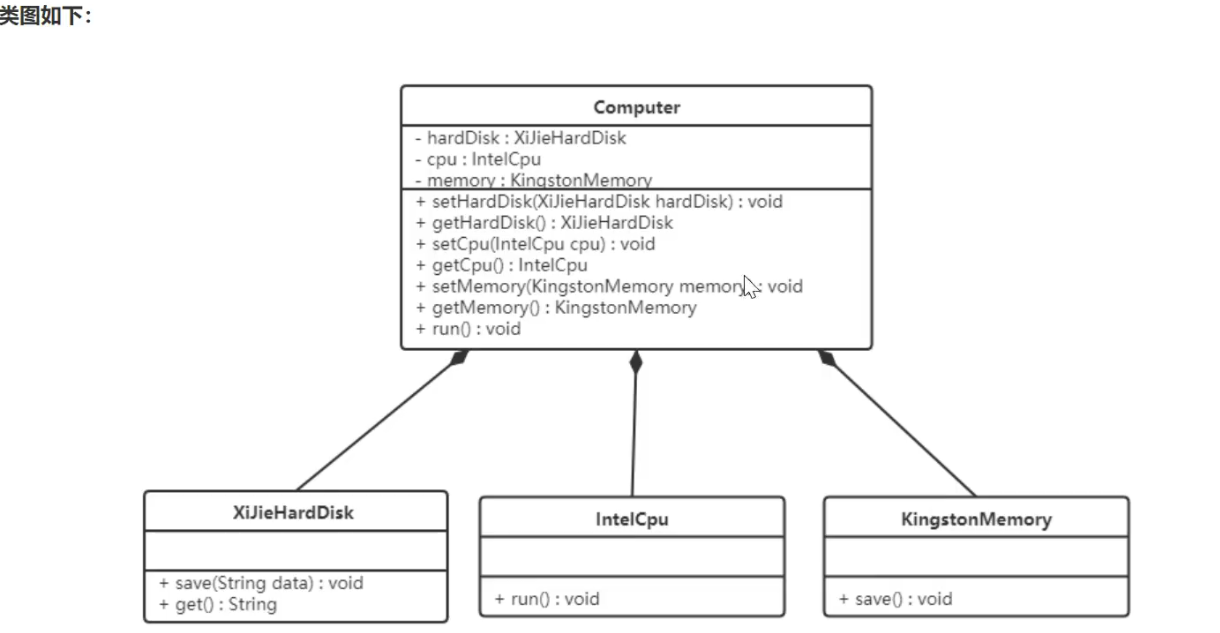 类图如下：
Computer
- hardDisk : XiJieHardDisk
- cpu : IntelCpu
- memory : KingstonMemory
+ setHardDisk(XiJieHardDisk hardDisk) : void
+ getHardDisk() : XiJieHardDisk
+ setCpu(IntelCpu cpu) : void
+ getCpu() : IntelCpu
+ setMemory(KingstonMemory memory) : void
+ getMemory() : KingstonMemory
+ run() : void
XiJieHardDisk
+ save(String data) : void
+ get() : String
IntelCpu
+ run() : void
KingstonMemory
+ save() : void